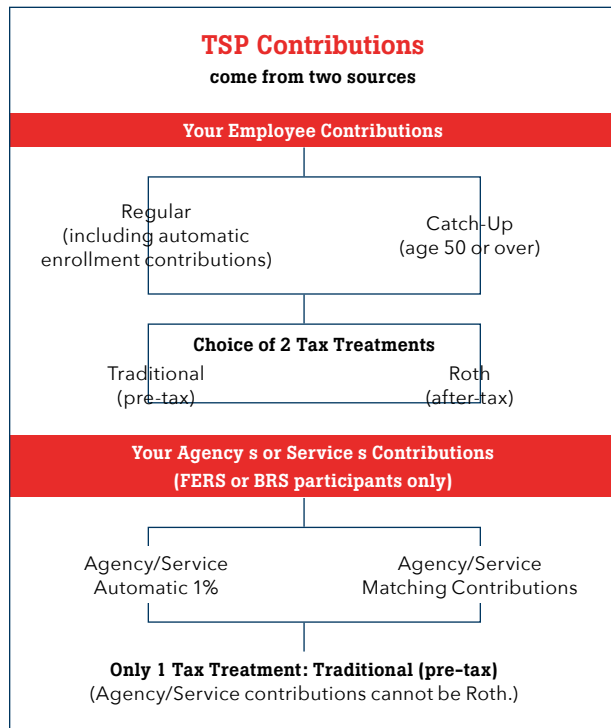 TSP Contributions
come from two sources
Your Employee Contributions
Regular
(including automatic
enrollment contributions)
Catch-Up
(age 50 or over)
Choice of 2 Tax Treatments
Traditional
(pre-tax)
Roth
(after-tax)
Your Agency s or Service s Contributions
(FERS or BRS participants only)
Agency/Service
Automatic 1%
Agency/Service
Matching Contributions
Only 1 Tax Treatment: Traditional (pre-tax)
(Agency/Service contributions cannot be Roth.)